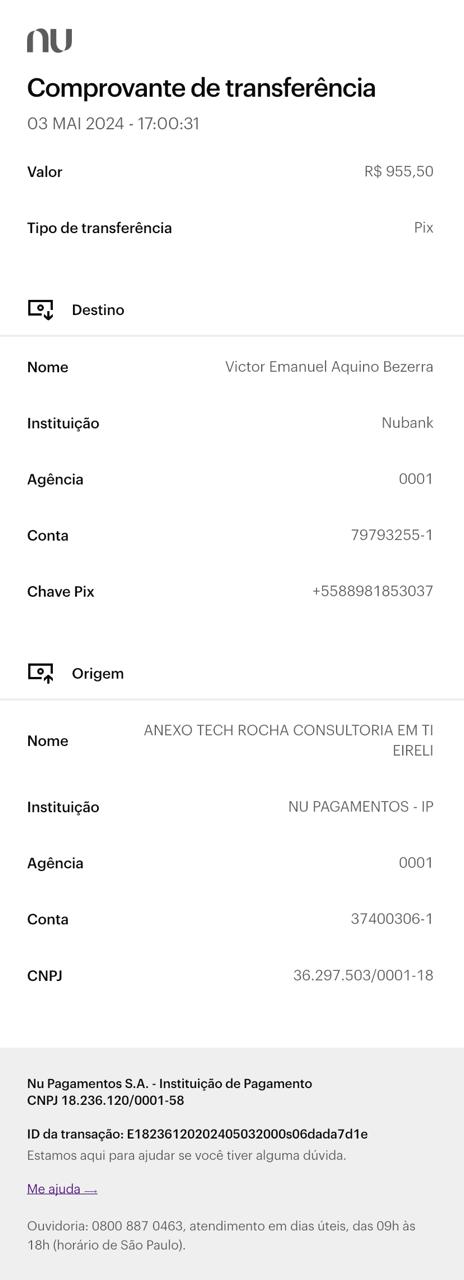 nu
Comprovante de transferência
03 MAI 2024 - 17:00:31
Valor R$ 955,50
Tipo de transferência Pix
Destino
Nome Victor Emanuel Aquino Bezerra
Instituição Nubank
Agência 0001
Conta 79793255-1
Chave Pix +5588981853037
Origem
Nome ANEXO TECH ROCHA CONSULTORIA EM TI
EIRELI
Instituição NU PAGAMENTOS - IP
Agência 0001
Conta 37400306-1
CNPJ 36.297.503/0001-18
Nu Pagamentos S.A. - Instituição de Pagamento
CNPJ 18.236.120/0001-58
ID da transação: E18236120202405032000s06dada7d1e
Estamos aqui para ajudar se você tiver alguma dúvida.
Me ajuda →
Ouvidoria: 0800 887 0463, atendimento em dias úteis, das 09h às
18h (horário de São Paulo).